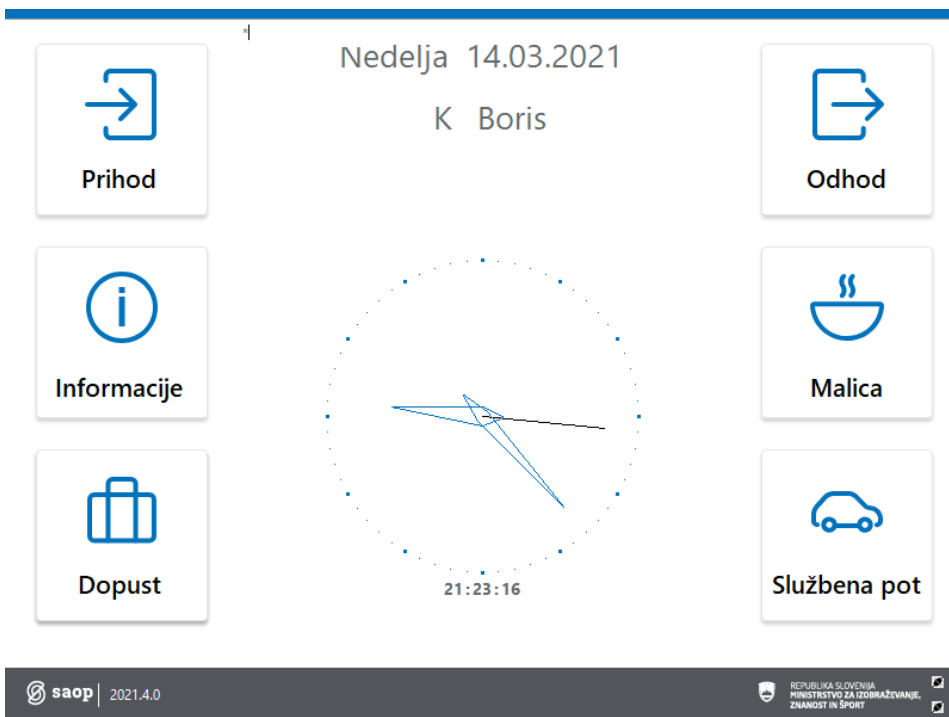 *
Nedelja 14.03.2021
K Boris
Prihod
Odhod
Informacije
Malica
Dopust
Službena pot
21:23:16
saop 2021.4.0
REPUBLIKA SLOVENIJA
MINISTRSTVO ZA IZOBRAŽEVANJE,
ZNANOST IN ŠPORT